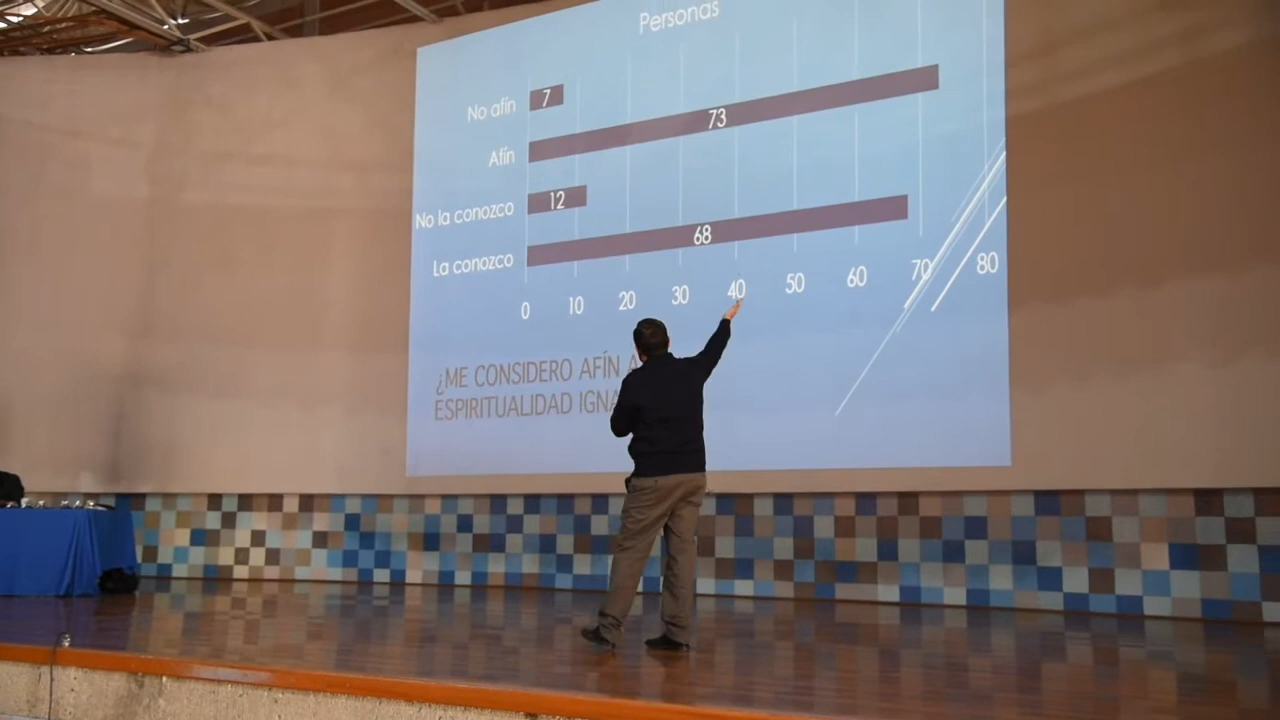 Personas
No afín 7
Afín 73
No la conozco 12
La conozco 68
0 10 20 30 40 50 60 70 80
¿ME CONSIDERO AFÍN
ESPIRITUALIDAD